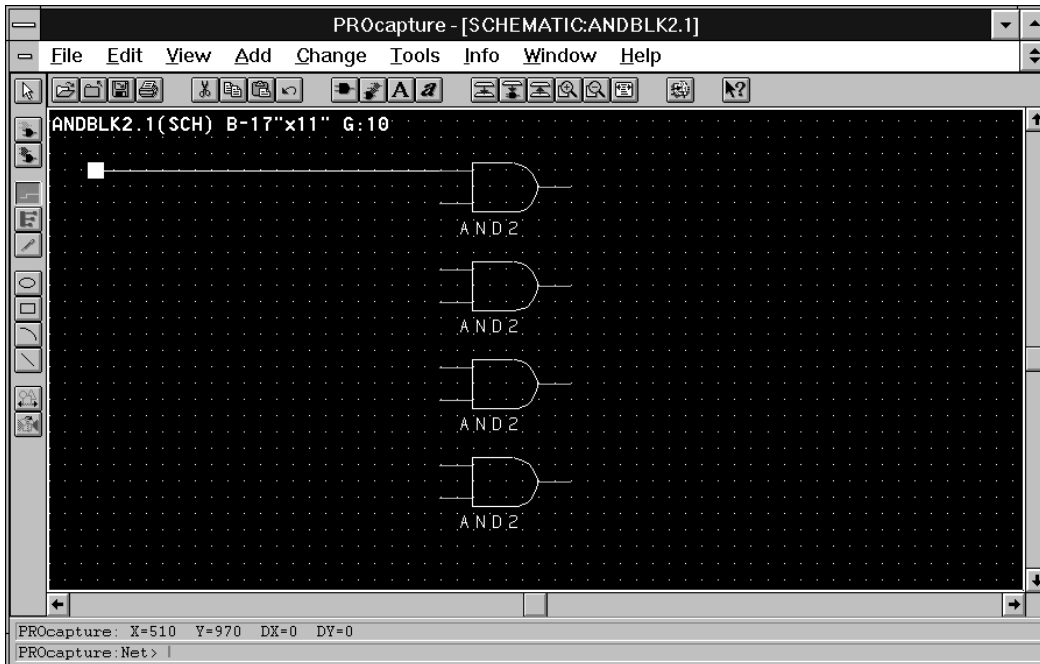 PROcapture - [SCHEMATIC:ANDBLK2.1]
File Edit View Add Change Tools Info Window Help
A a ?
ANDBLK2.1(SCH) B-17"x11" G:10
AND2
AND2
AND2
AND2
PROcapture: X=510 Y=970 DX=0 DY=0
PROcapture:Net>